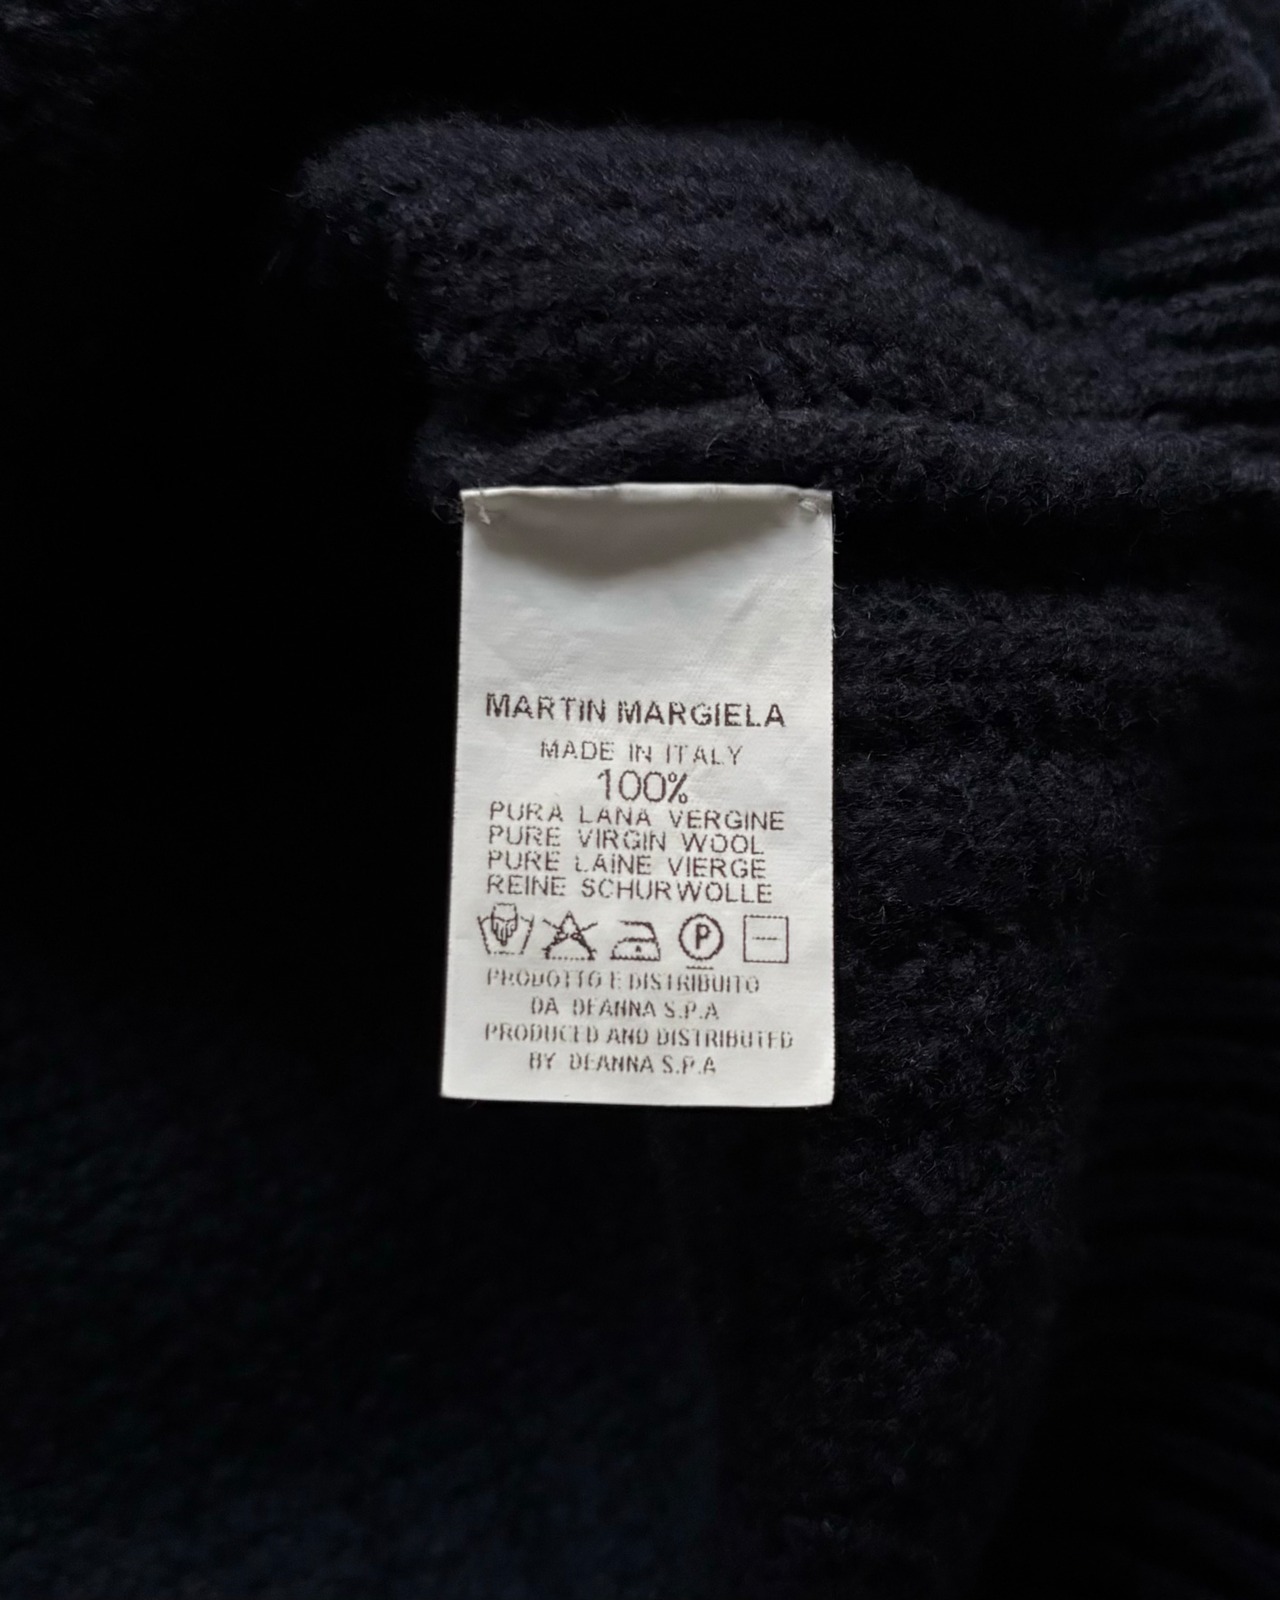 MARTIN MARGIELA
MADE IN ITALY
100%
PURA LANA VERGINE
PURE VIRGIN WOOL
PURE LAINE VIERGE
REINE SCHURWOLLE
P
PRODOTTO E DISTRIBUITO
DA DEANNA S.P.A
PRODUCED AND DISTRIBUTED
BY DEANNA S.P.A